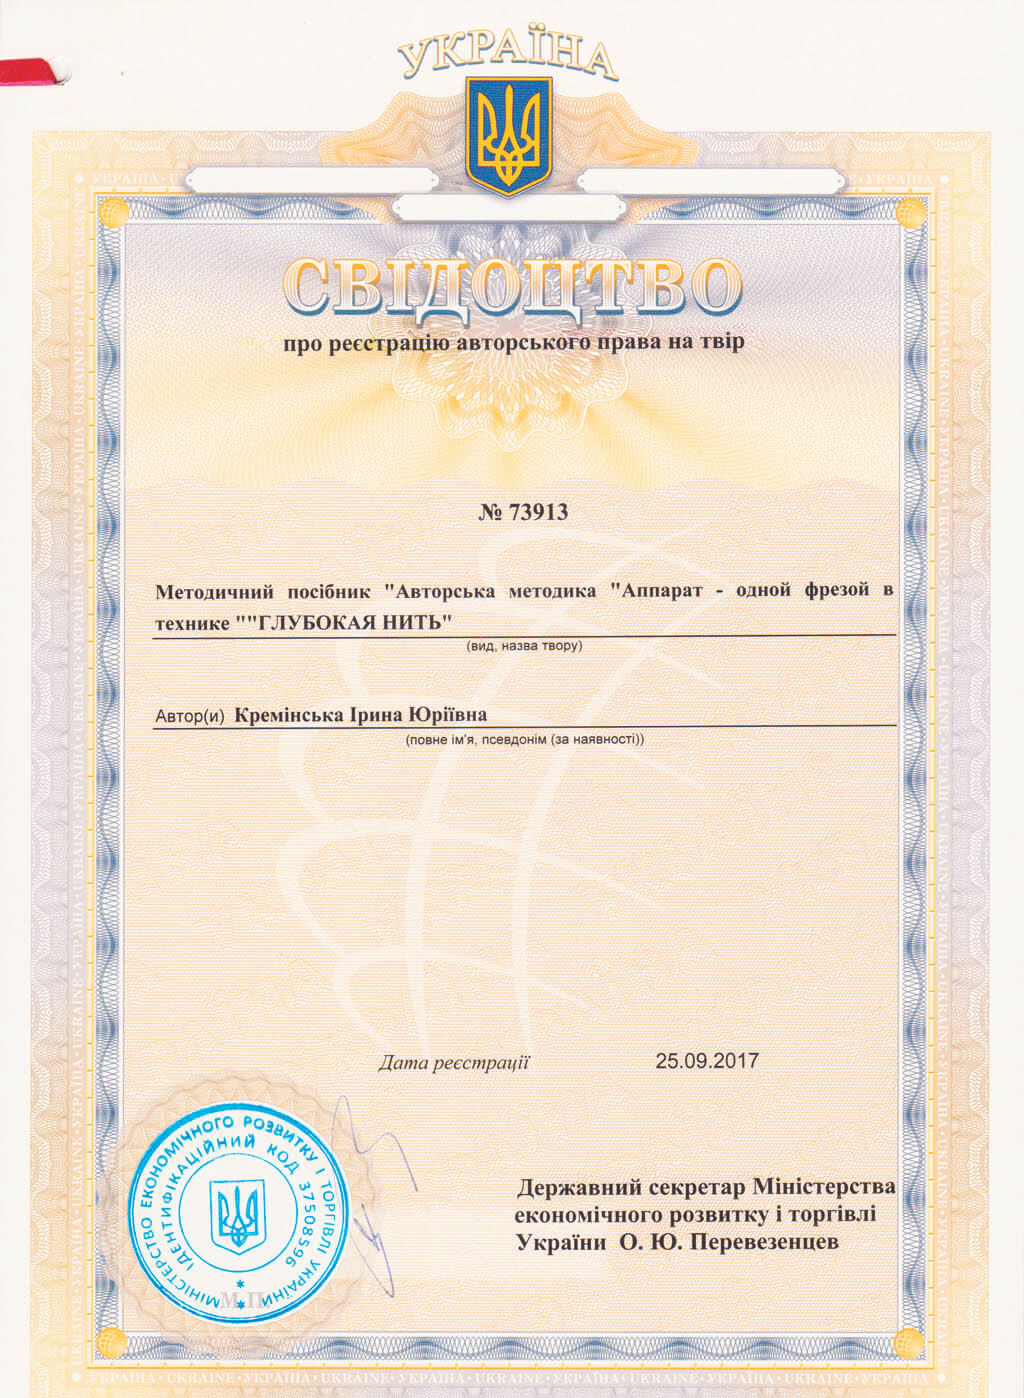 УКРАЇНА
СВІДОЦТВО
про реєстрацію авторського права на твір
№ 73913
Методичний посібник "Авторська методика "Аппарат - одной фрезой в
технике ""ГЛУБОКАЯ НИТЬ"
(вид, назва твору)
Автор(и) Кремінська Ірина Юріївна
(повне ім'я, псевдонім (за наявності))
Дата реєстрації 25.09.2017
МІНІСТЕРСТВО ЕКОНОМІЧНОГО РОЗВИТКУ І ТОРГІВЛІ УКРАЇНИ
ІДЕНТИФІКАЦІЙНИЙ КОД 37508596
М.П.
Державний секретар Міністерства
економічного розвитку і торгівлі
України О. Ю. Перевезенцев